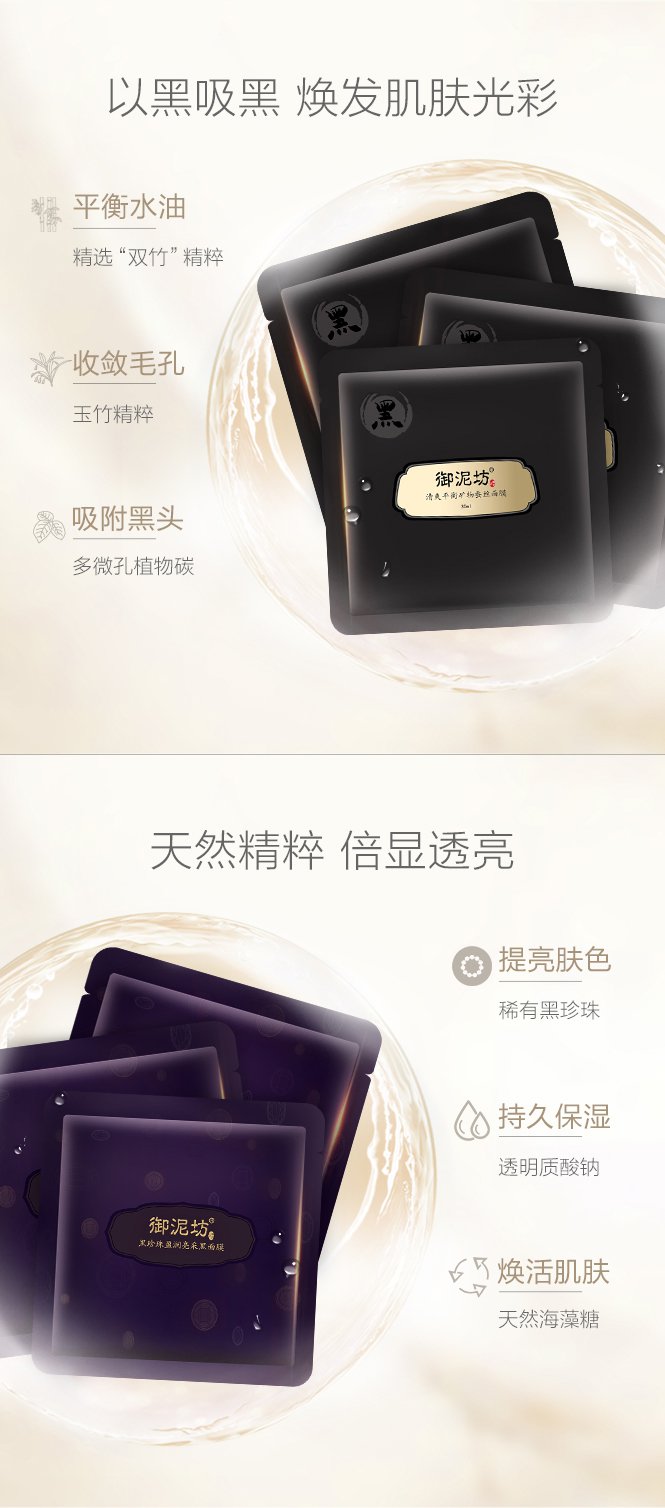 以黑吸黑 焕发肌肤光彩
平衡水油
精选“双竹”精粹
收敛毛孔
玉竹精粹
吸附黑头
多微孔植物碳
黑
黑
黑
御泥坊
清爽平衡矿物蚕丝面膜
天然精粹 倍显透亮
提亮肤色
稀有黑珍珠
持久保湿
透明质酸钠
焕活肌肤
天然海藻糖
御泥坊
黑珍珠盈润亮采黑面膜